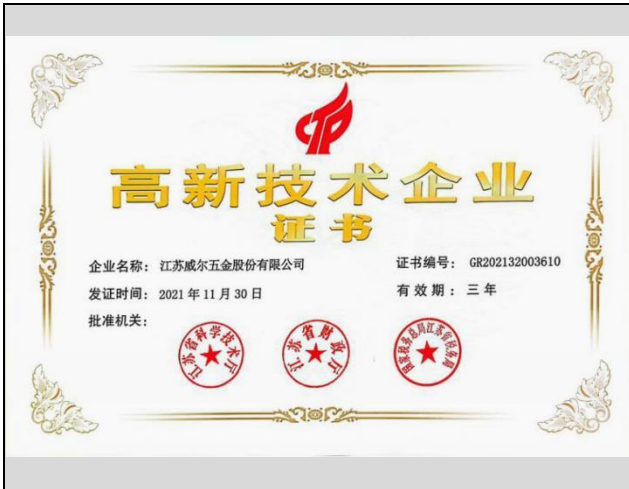 高新技术企业
证书
企业名称：江苏威尔五金股份有限公司
证书编号：GR202132003610
发证时间：2021年11月30日
有效期：三年
批准机关：
江苏省科学技术厅
江苏省财政厅
国家税务总局江苏省税务局